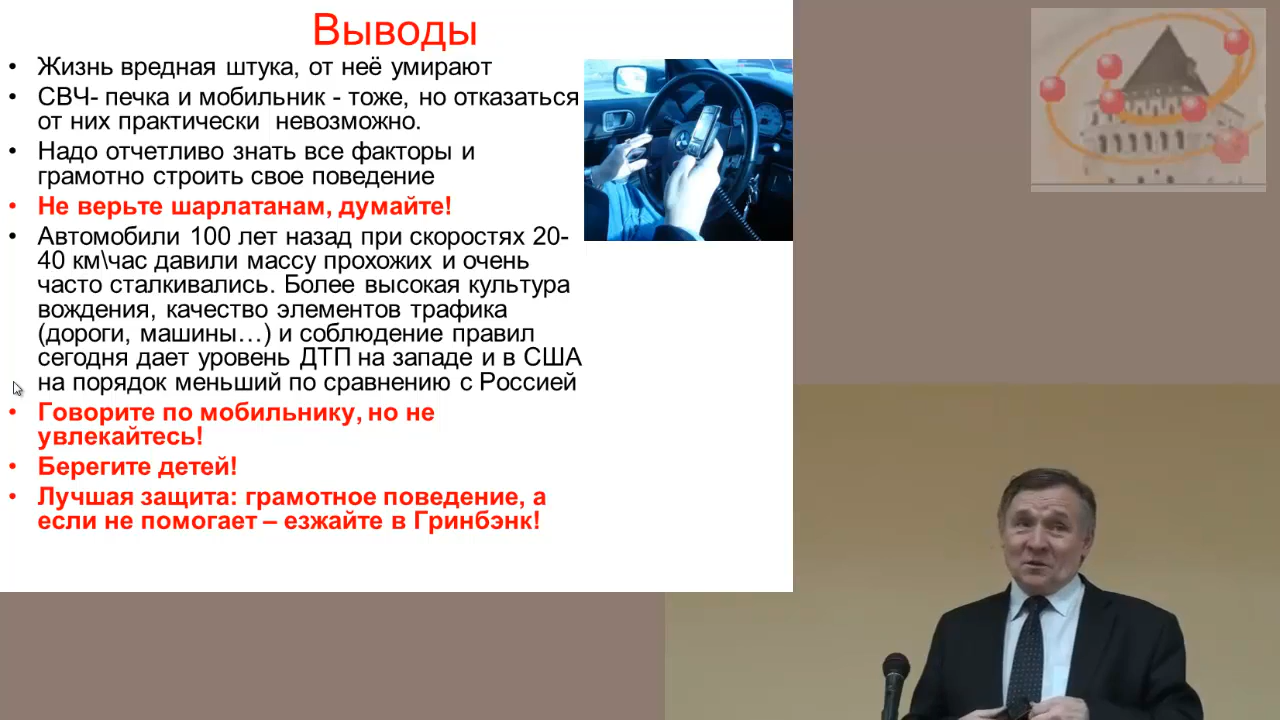 Выводы
• Жизнь вредная штука, от неё умирают
• СВЧ- печка и мобильник - тоже, но отказаться
от них практически невозможно.
• Надо отчетливо знать все факторы и
грамотно строить свое поведение
• Не верьте шарлатанам, думайте!
• Автомобили 100 лет назад при скоростях 20-
40 км\час давили массу прохожих и очень
часто сталкивались. Более высокая культура
вождения, качество элементов трафика
(дороги, машины…) и соблюдение правил
сегодня дает уровень ДТП на западе и в США
на порядок меньший по сравнению с Россией
• Говорите по мобильнику, но не
увлекайтесь!
• Берегите детей!
• Лучшая защита: грамотное поведение, а
если не помогает – езжайте в Гринбэнк!